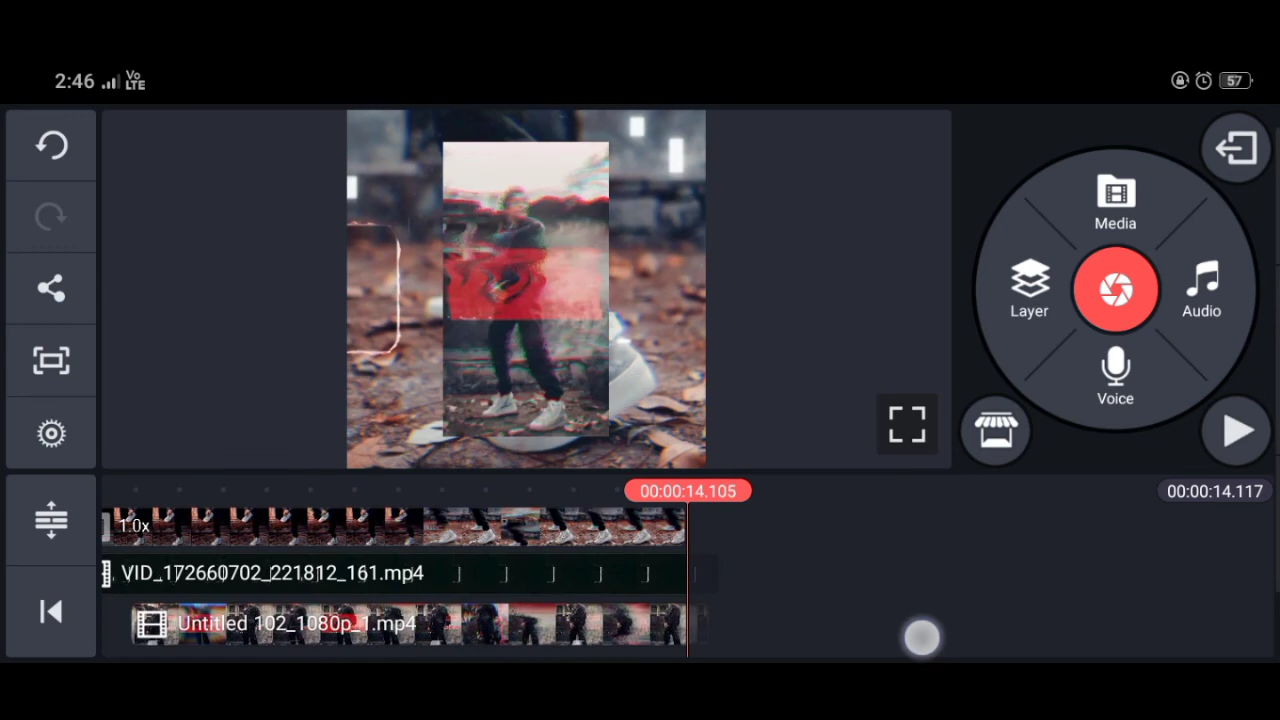 2:46 Vo LTE 57
Media
Layer
Audio
Voice
00:00:14.105
00:00:14.117
1.0x
VID_172660702_221812_161.mp4
Untitled 102_1080p_1.mp4